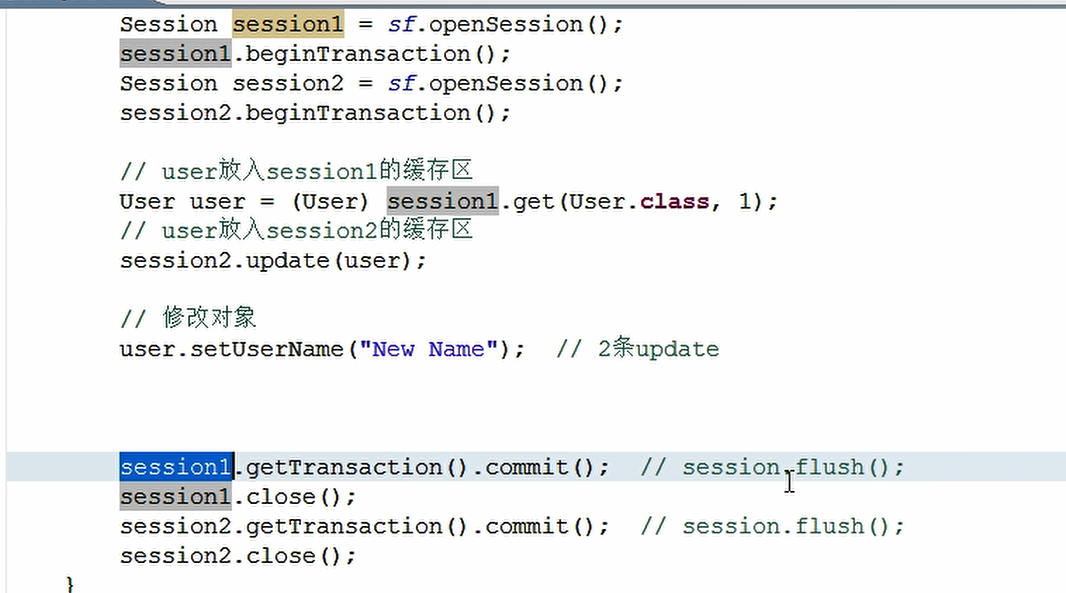 Session session1 = sf.openSession();
session1.beginTransaction();
Session session2 = sf.openSession();
session2.beginTransaction();
// user放入session1的缓存区
User user = (User) session1.get(User.class, 1);
// user放入session2的缓存区
session2.update(user);
// 修改对象
user.setUserName("New Name");  // 2条update
session1.getTransaction().commit();  // session.flush();
session1.close();
session2.getTransaction().commit();  // session.flush();
session2.close();
}